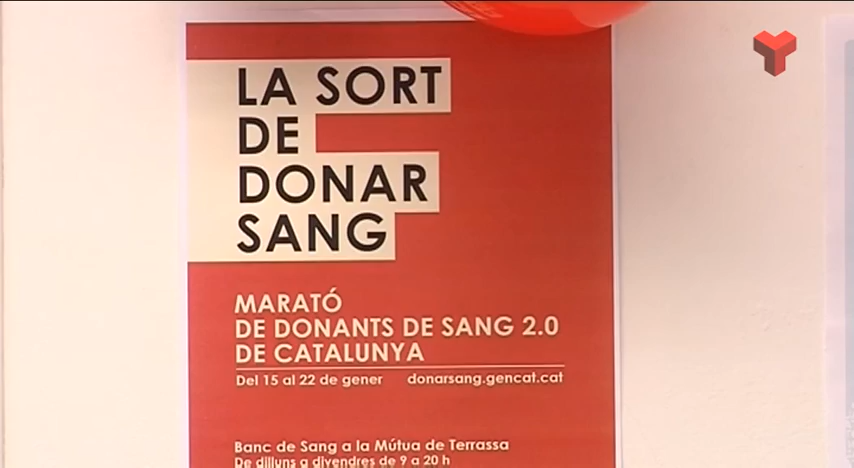 LA SORT
DE
DONAR
SANG
MARATÓ
DE DONANTS DE SANG 2.0
DE CATALUNYA
Del 15 al 22 de gener donarsang.gencat.cat
Banc de Sang a la Mútua de Terrassa
De dilluns a divendres de 9 a 20 h